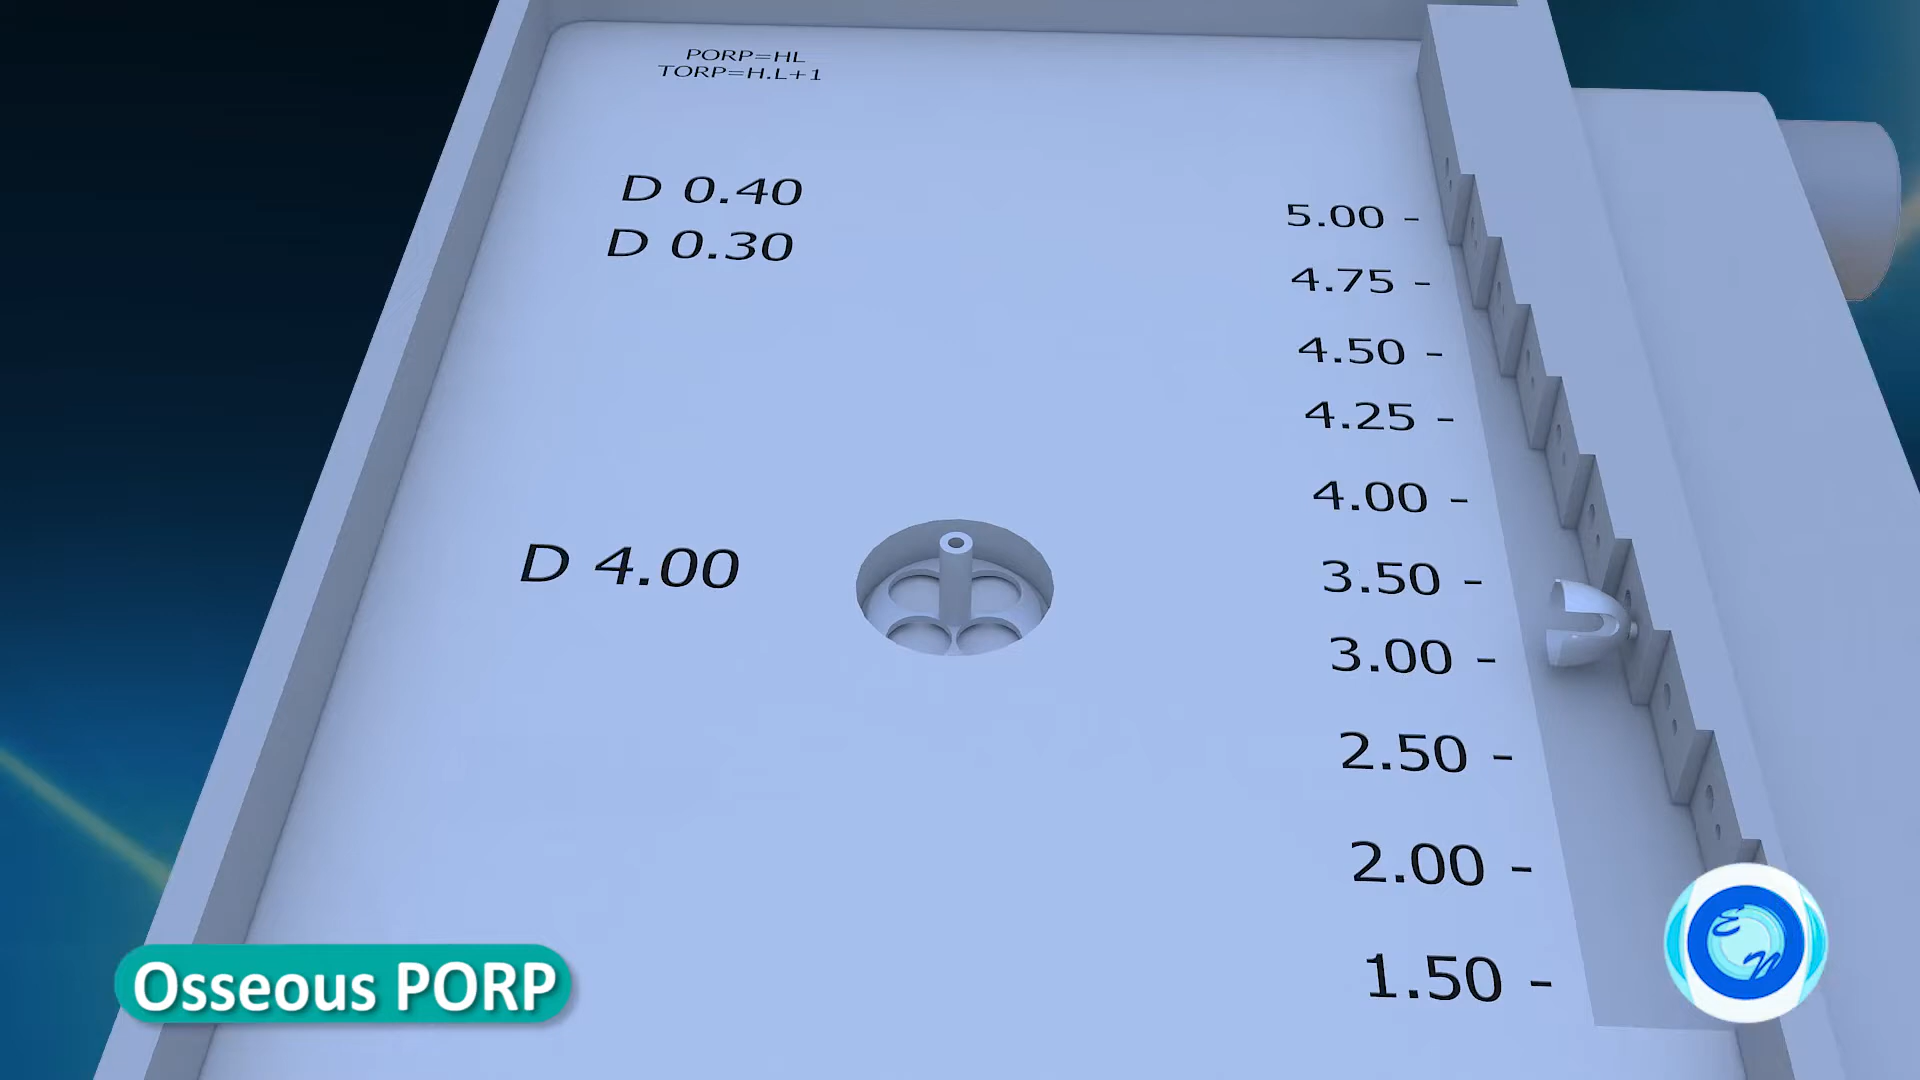 PORP=HL
TORP=H.L+1
D 0.40
D 0.30
D 4.00
5.00 -
4.75 -
4.50 -
4.25 -
4.00 -
3.50 -
3.00 -
2.50 -
2.00 -
1.50 -
Osseous PORP